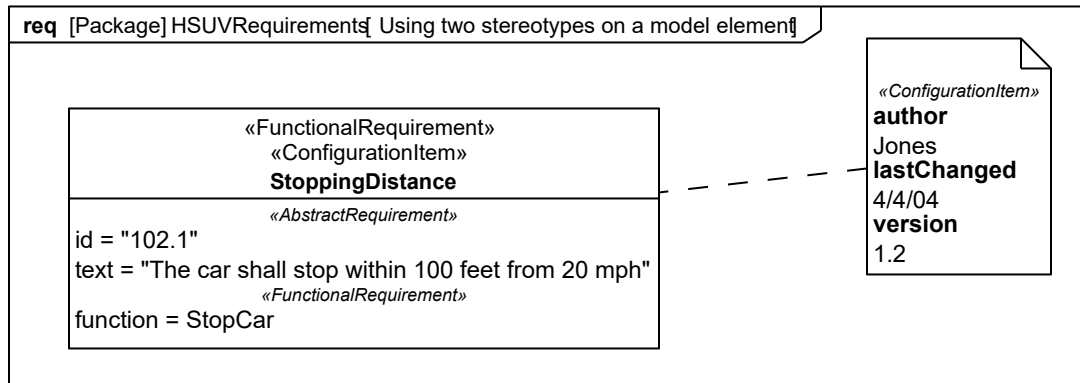 req [Package] HSUVRequirements[ Using two stereotypes on a model element]
«FunctionalRequirement»
«ConfigurationItem»
StoppingDistance
«AbstractRequirement»
id = "102.1"
text = "The car shall stop within 100 feet from 20 mph"
«FunctionalRequirement»
function = StopCar
«ConfigurationItem»
author
Jones
lastChanged
4/4/04
version
1.2